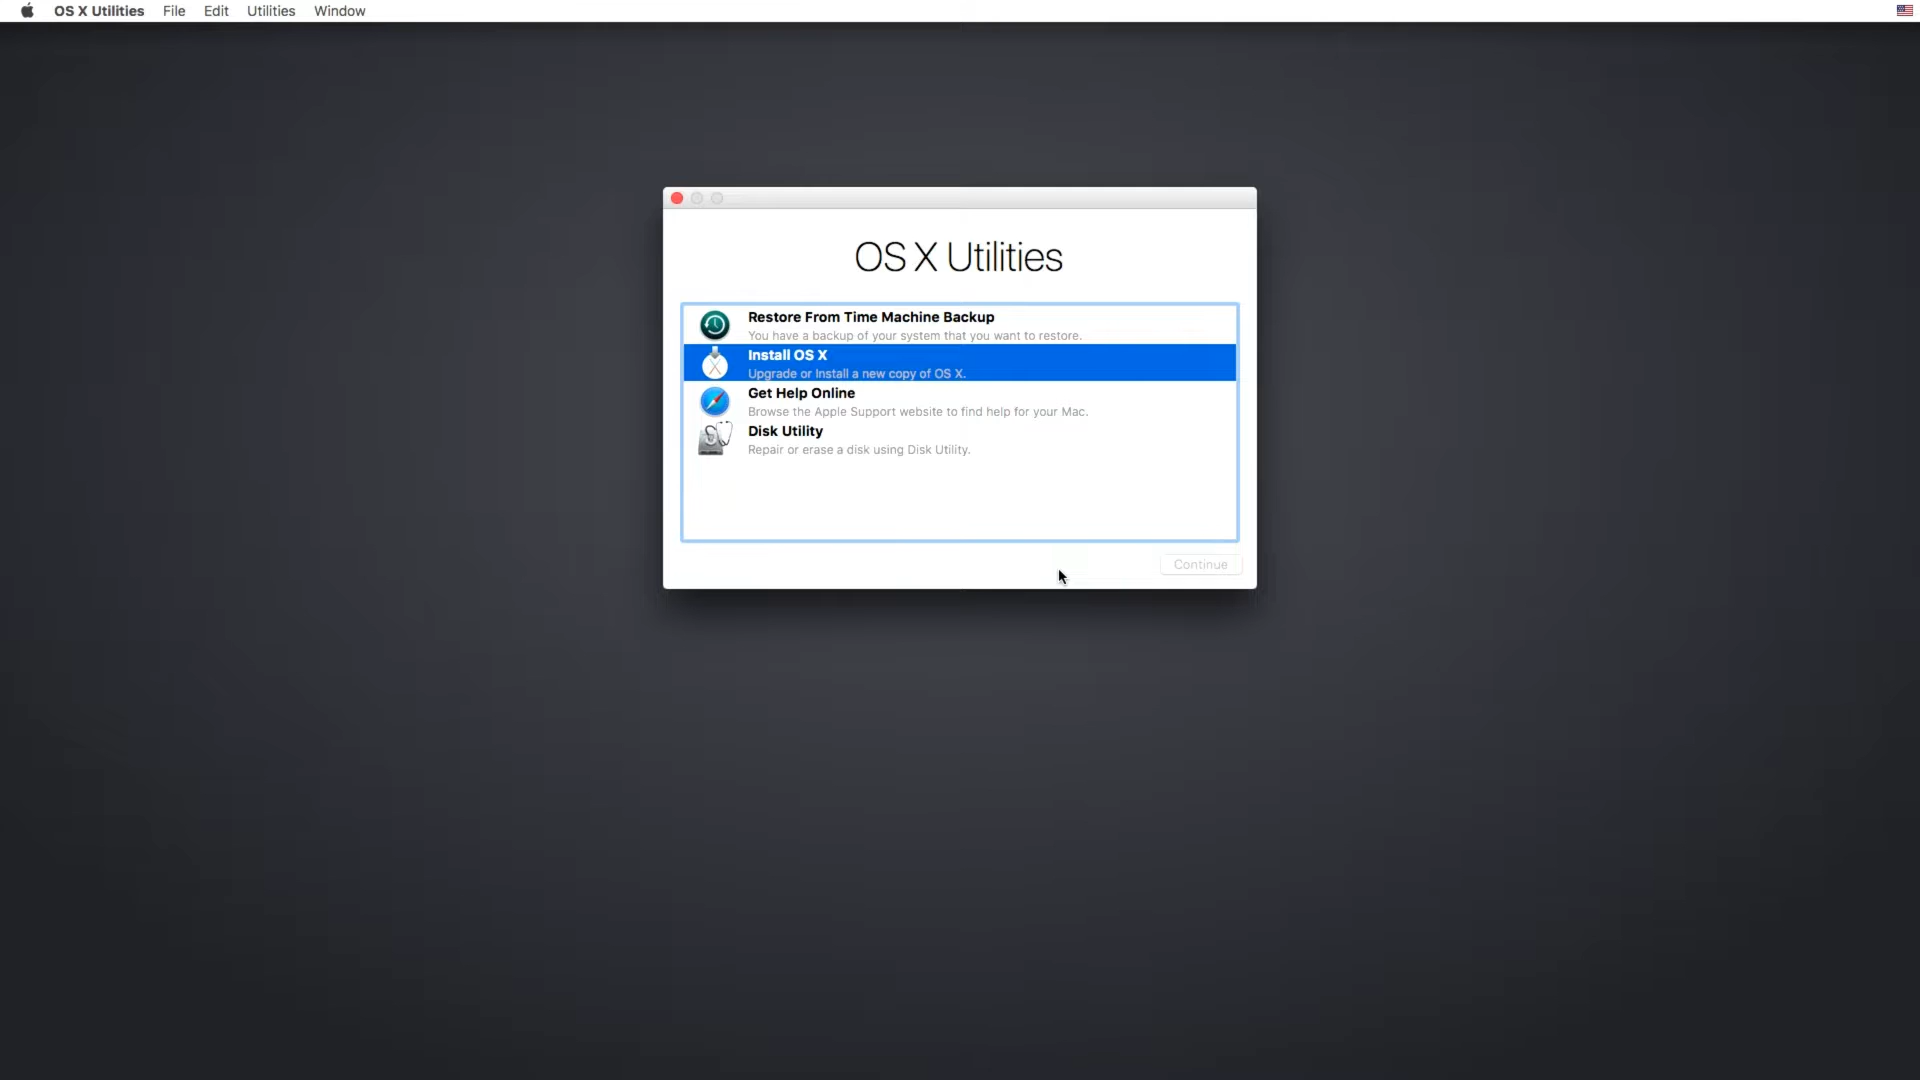 OS X Utilities File Edit Utilities Window
OS X Utilities
Restore From Time Machine Backup
You have a backup of your system that you want to restore.
Install OS X
Upgrade or Install a new copy of OS X.
Get Help Online
Browse the Apple Support website to find help for your Mac.
Disk Utility
Repair or erase a disk using Disk Utility.
Continue